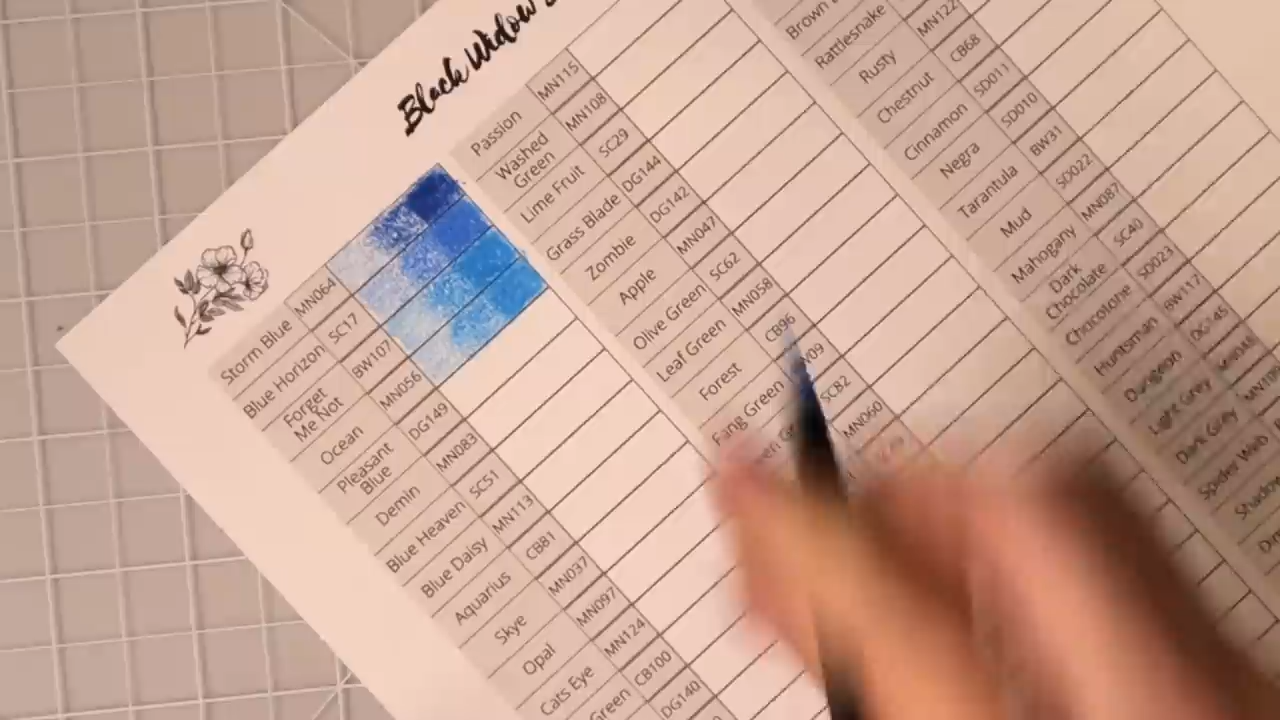 Black Widow
Storm Blue MN064
Blue Horizon SC17
Forget
Me Not BW107
Ocean MN056
Pleasant
Blue DG149
Demin MN083
Blue Heaven SC51
Blue Daisy MN113
Aquarius CB81
Skye MN037
Opal MN097
Cats Eye MN124
Green CB100
DG140
Passion MN115
Washed
Green MN108
Lime Fruit SC29
Grass Blade DG144
Zombie DG142
Apple MN047
Olive Green SC62
Leaf Green MN058
Forest CB96
Fang Green
SC82
MN060
Brown
Rattlesnake MN122
Rusty CB68
Chestnut SD011
Cinnamon SD010
Negra BW31
Tarantula SD022
Mud MN087
Mahogany SC40
Dark
Chocolate SD023
Chocolone BW117
Huntsman DG145
Dungeon
Light Grey
Dark Grey
Spider Web